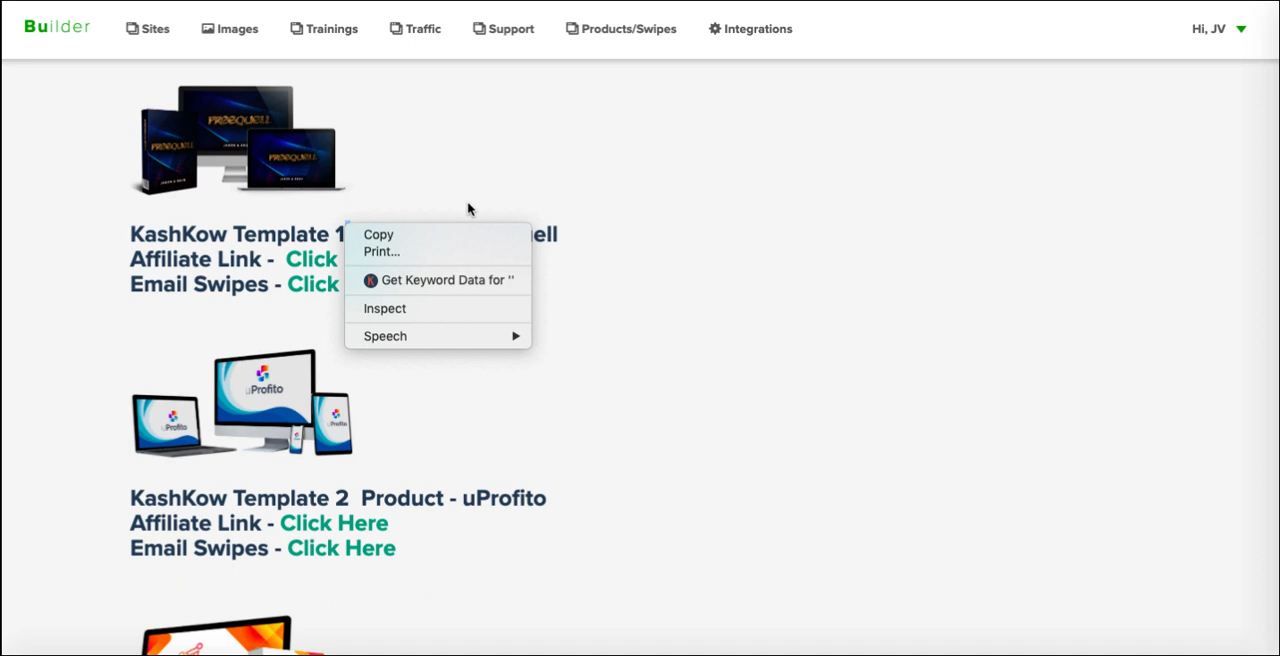 Builder Sites Images Trainings Traffic Support Products/Swipes Integrations Hi, JV
FREEQUELL
FREEQUELL
FREEQUELL
KashKow Template 1 ell
Affiliate Link - Click
Email Swipes - Click
Copy
Print...
K Get Keyword Data for ''
Inspect
Speech
uProfito
uProfito
uProfito
KashKow Template 2 Product - uProfito
Affiliate Link - Click Here
Email Swipes - Click Here